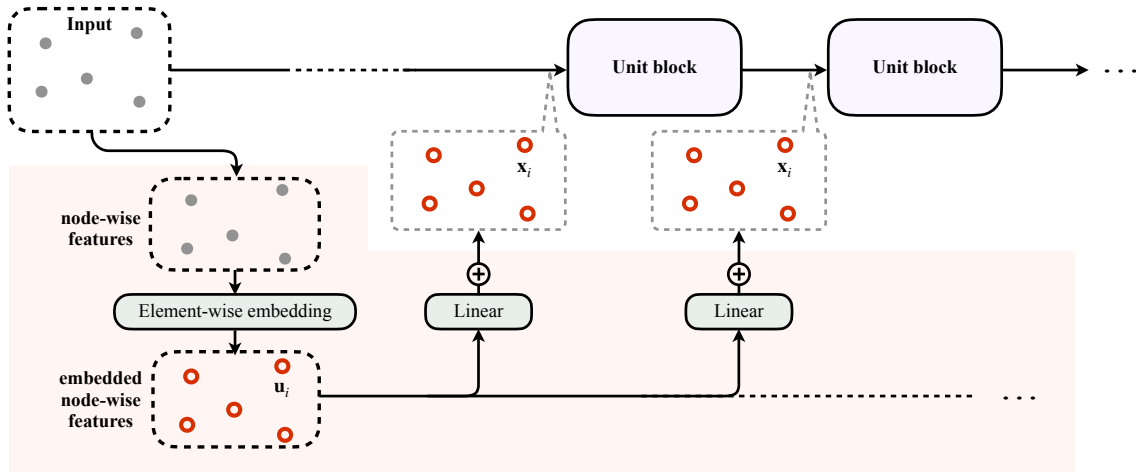 Input
Unit block
Unit block
. . .
x_i
x_i
node-wise
features
Element-wise embedding
Linear
Linear
embedded
node-wise
features
u_i
. . .